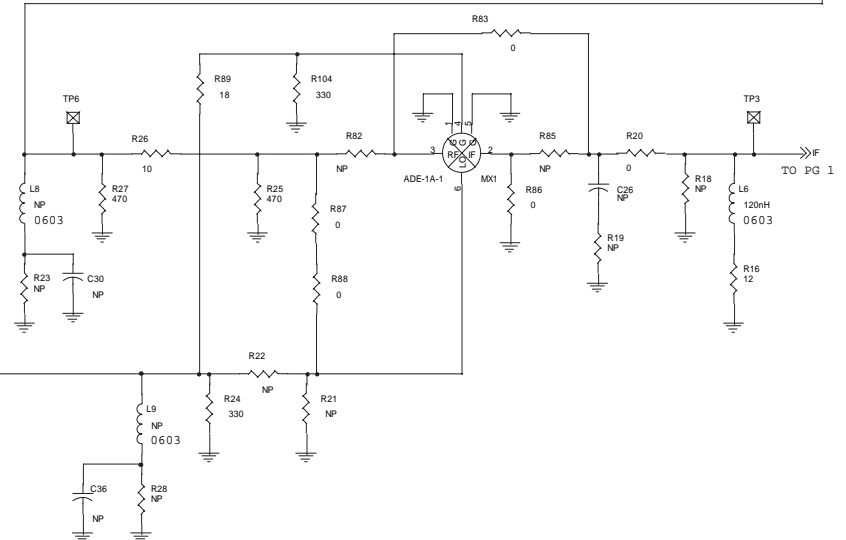 R83
0
R89
18
R104
330
TP6
TP3
R26
10
R82
NP
1
4
5
G
G
G
3
RF
IF
LO
2
6
ADE-1A-1
MX1
R85
NP
R20
0
IF
TO PG 1
L8
NP
0603
R27
470
R25
470
R87
0
R86
0
C26
NP
R18
NP
L6
120nH
0603
R19
NP
R23
NP
C30
NP
R88
0
R16
12
R22
NP
R24
330
R21
NP
L9
NP
0603
C36
NP
R28
NP